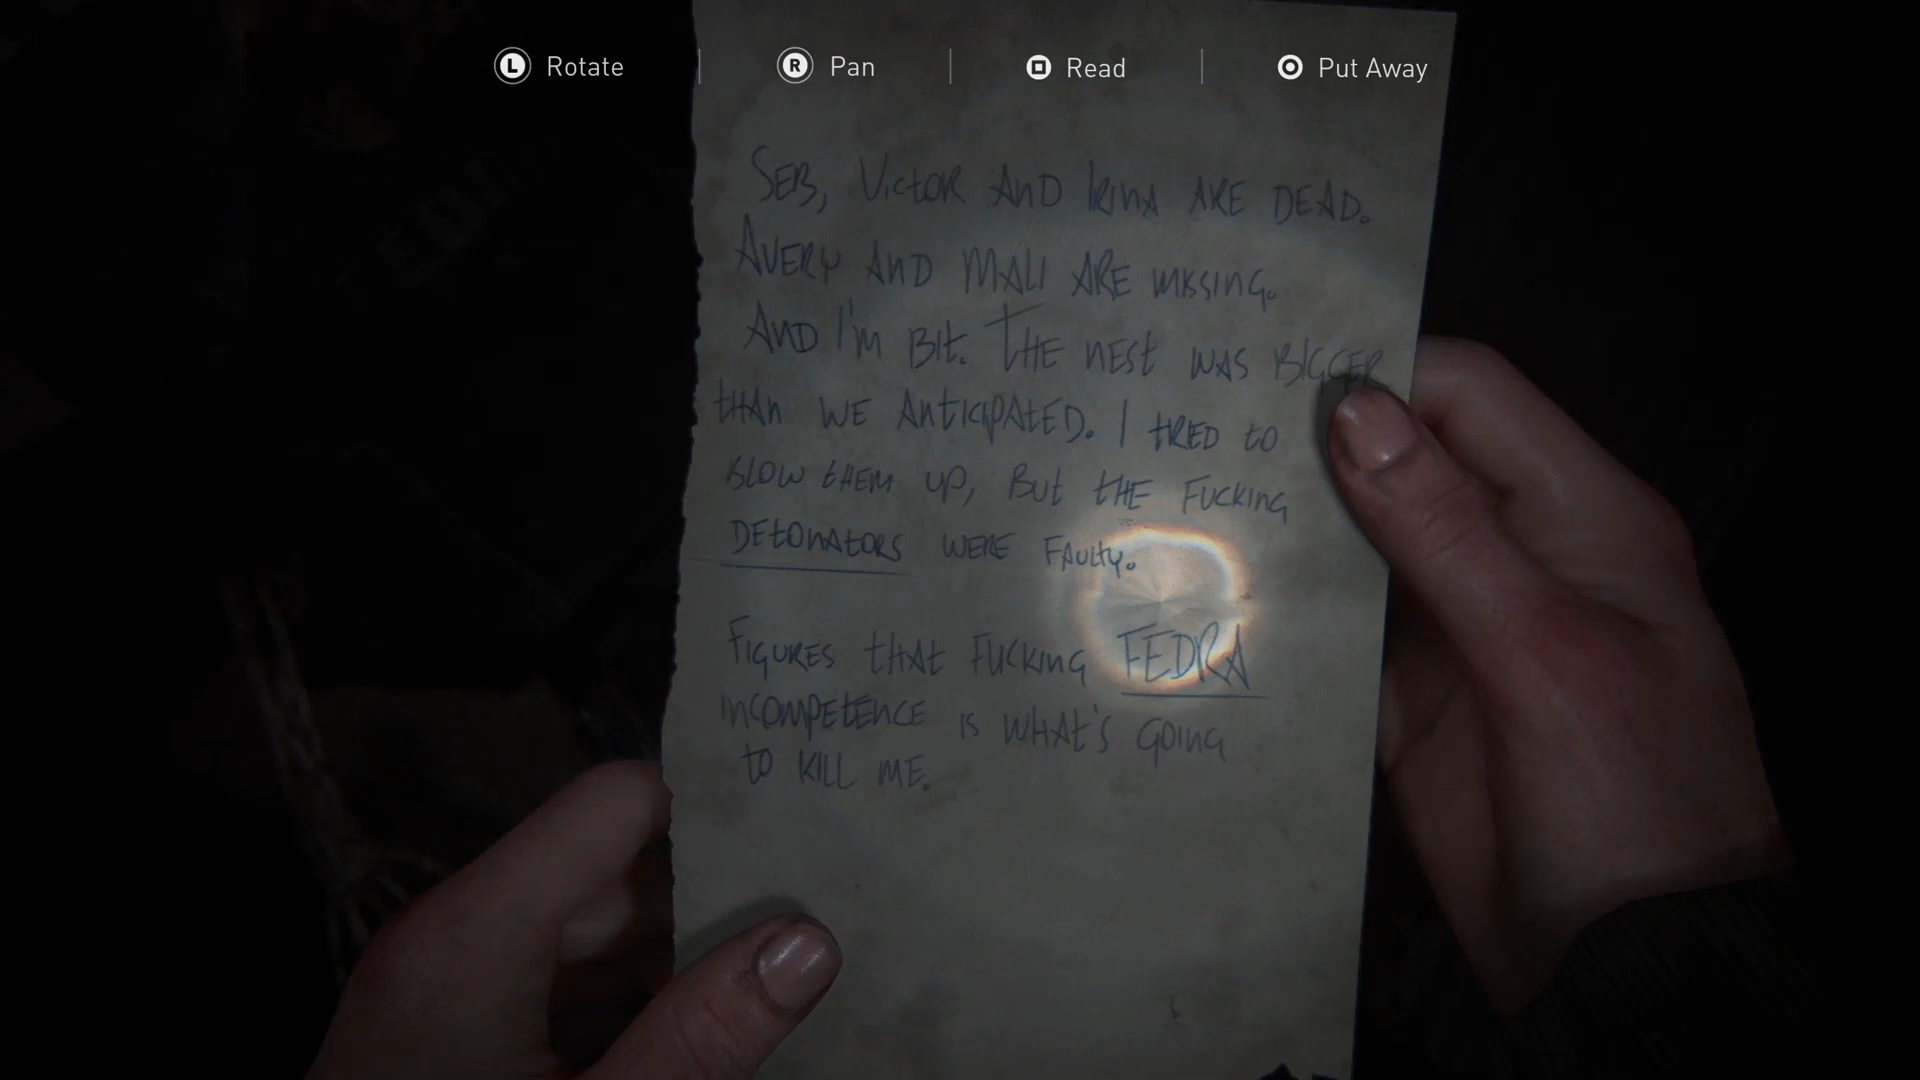 Rotate
Pan
Read
Put Away
SEB, VICTOR AND IRINA ARE DEAD.
AVERY AND MALI ARE MISSING.
AND I'M BIT. THE NEST WAS BIGGER
THAN WE ANTICIPATED. I TRIED TO
BLOW THEM UP, BUT THE FUCKING
DETONATORS WERE FAULTY.
FIGURES THAT FUCKING FEDRA
INCOMPETENCE IS WHAT'S GOING
TO KILL ME.